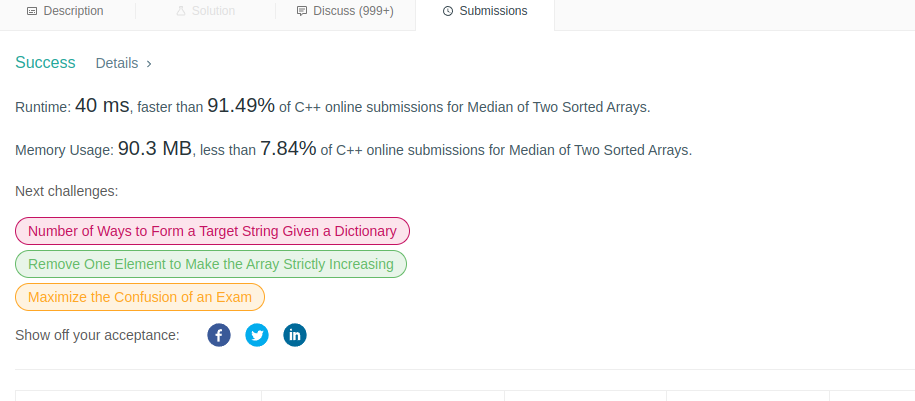 Description Solution Discuss (999+) Submissions
Success Details >
Runtime: 40 ms, faster than 91.49% of C++ online submissions for Median of Two Sorted Arrays.
Memory Usage: 90.3 MB, less than 7.84% of C++ online submissions for Median of Two Sorted Arrays.
Next challenges:
Number of Ways to Form a Target String Given a Dictionary
Remove One Element to Make the Array Strictly Increasing
Maximize the Confusion of an Exam
Show off your acceptance: